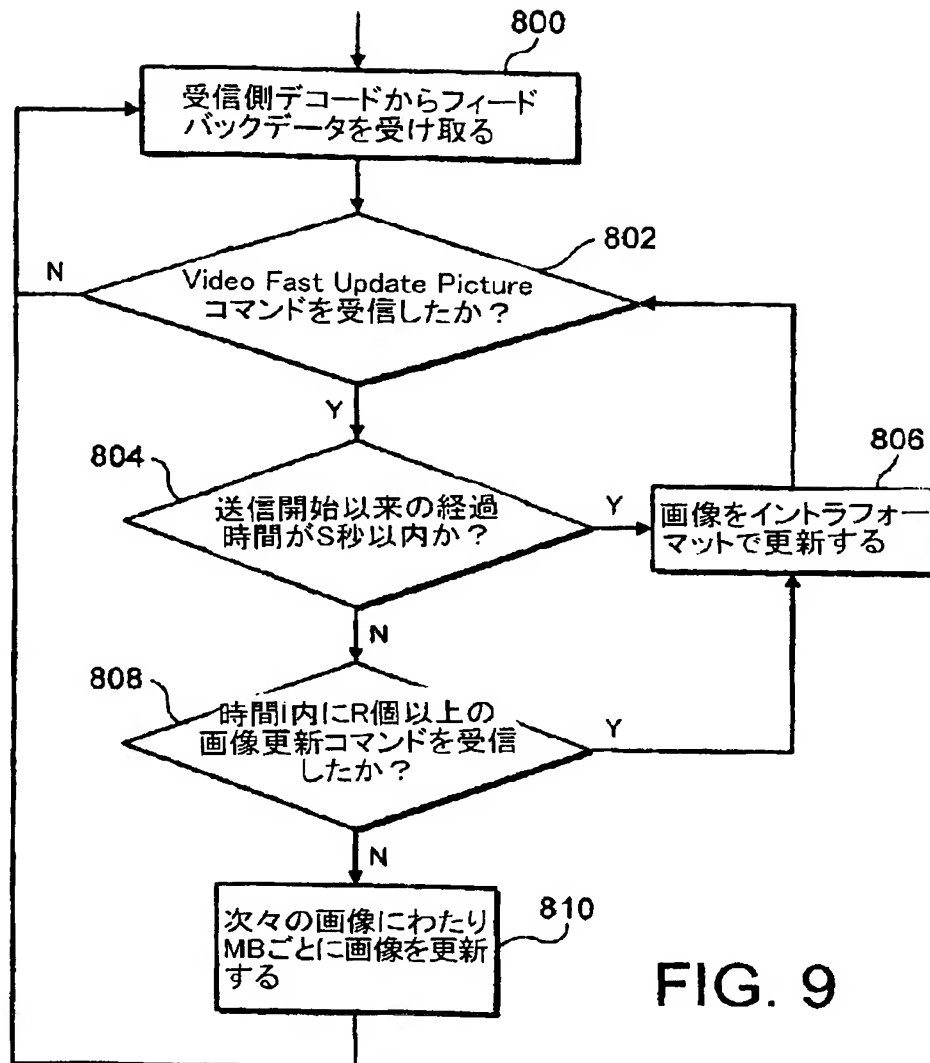 800
受信側デコードからフィード
バックデータを受け取る
802
N
Video Fast Update Picture
コマンドを受信したか？
Y
804
送信開始以来の経過
時間がS秒以内か？
Y
806
画像をイントラフォー
マットで更新する
N
808
時間I内にR個以上の
画像更新コマンドを受信
したか？
Y
N
810
次々の画像にわたり
MBごとに画像を更新
する
FIG. 9